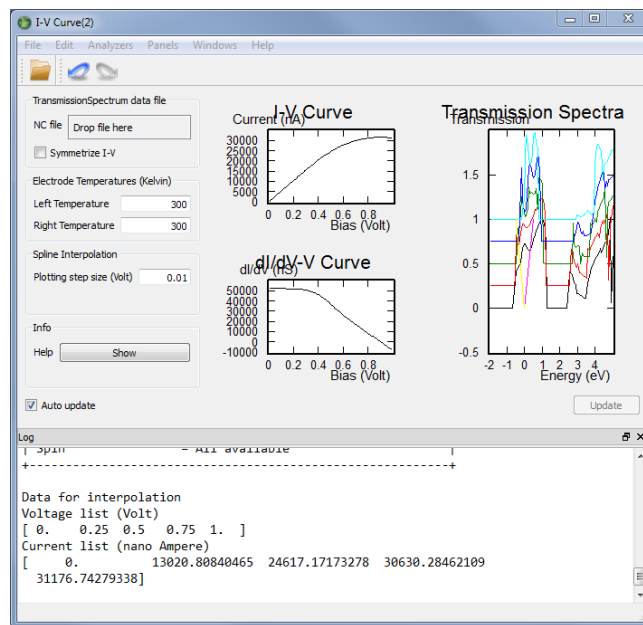 I-V Curve(2)
File Edit Analyzers Panels Windows Help
TransmissionSpectrum data file
NC file Drop file here
Symmetrize I-V
Electrode Temperatures (Kelvin)
Left Temperature 300
Right Temperature 300
Spline Interpolation
Plotting step size (Volt) 0.01
Info
Help Show
Auto update
I-V Curve
Current (nA)
30000
25000
20000
15000
10000
5000
0
0 0.2 0.4 0.6 0.8
Bias (Volt)
dI/dV-V Curve
dI/dV (nS)
50000
40000
30000
20000
10000
0
-10000
0 0.2 0.4 0.6 0.8
Bias (Volt)
Transmission Spectra
Transmission
1.5
1
0.5
0
-0.5
-2 -1 0 1 2 3 4
Energy (eV)
Update
Log
| Spin = All available |
+------------------------------------------------------+
Data for interpolation
Voltage list (Volt)
[ 0. 0.25 0.5 0.75 1. ]
Current list (nano Ampere)
[ 0. 13020.80840465 24617.17173278 30630.28462109
31176.74279338]